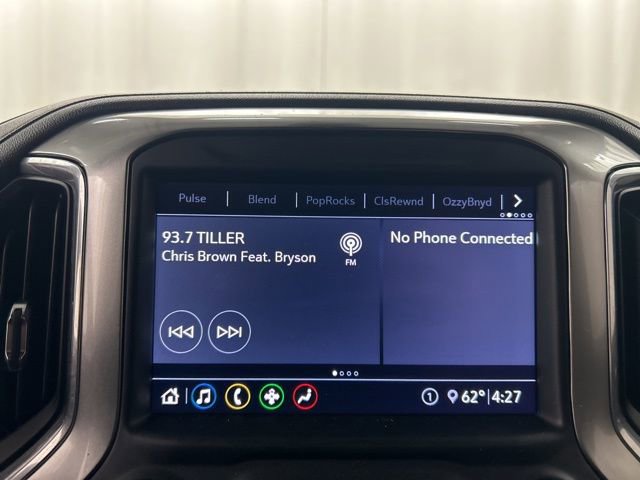 Pulse Blend PopRocks ClsRewnd OzzyBnyd
93.7 TILLER
Chris Brown Feat. Bryson
FM
No Phone Connected
1 62° 4:27